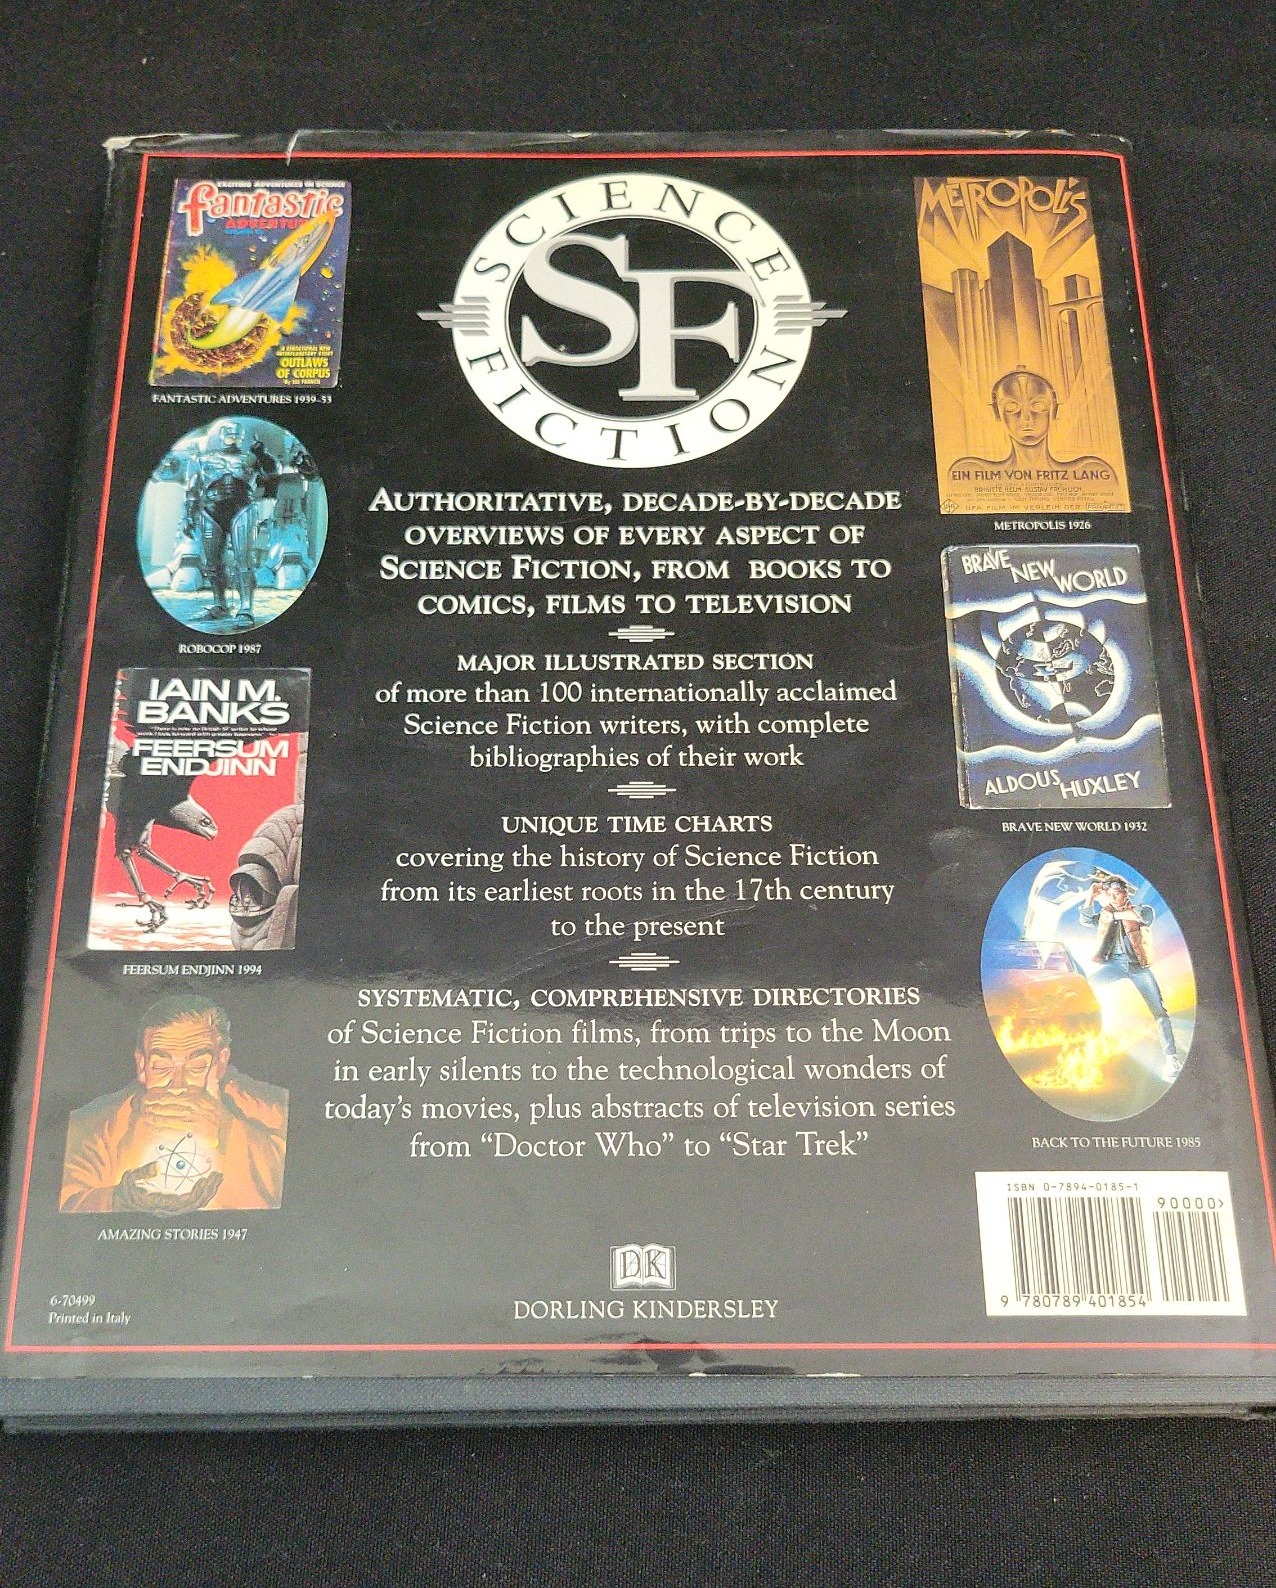 EXCITING ADVENTURES IN SCIENCE
fantastic
ADVENTU
OUTLAWS
OF CORPUS
FANTASTIC ADVENTURES 1939-53
ROBOCOP 1987
IAIN M.
BANKS
FEERSUM
ENDJINN
FEERSUM ENDJINN 1994
AMAZING STORIES 1947
6-70499
Printed in Italy
SCIENCE
SF
FICTION
AUTHORITATIVE, DECADE-BY-DECADE
OVERVIEWS OF EVERY ASPECT OF
SCIENCE FICTION, FROM BOOKS TO
COMICS, FILMS TO TELEVISION
MAJOR ILLUSTRATED SECTION
of more than 100 internationally acclaimed
Science Fiction writers, with complete
bibliographies of their work
UNIQUE TIME CHARTS
covering the history of Science Fiction
from its earliest roots in the 17th century
to the present
SYSTEMATIC, COMPREHENSIVE DIRECTORIES
of Science Fiction films, from trips to the Moon
in early silents to the technological wonders of
today's movies, plus abstracts of television series
from "Doctor Who" to "Star Trek"
DK
DORLING KINDERSLEY
METROPOLIS
EIN FILM VON FRITZ LANG
METROPOLIS 1926
BRAVE NEW WORLD
ALDOUS HUXLEY
BRAVE NEW WORLD 1932
BACK TO THE FUTURE 1985
ISBN 0-7894-0185-1
90000>
9 780789 401854